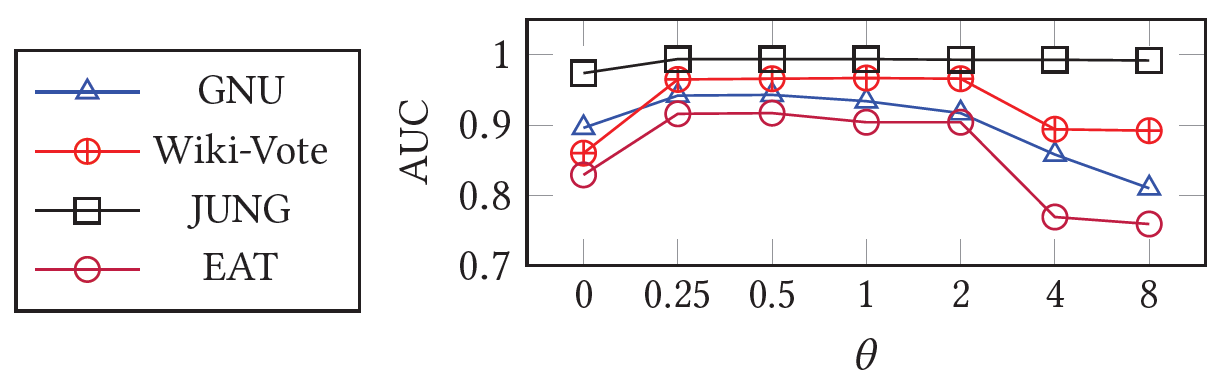 GNU
Wiki-Vote
JUNG
EAT
AUC
1
0.9
0.8
0.7
0 0.25 0.5 1 2 4 8
θ